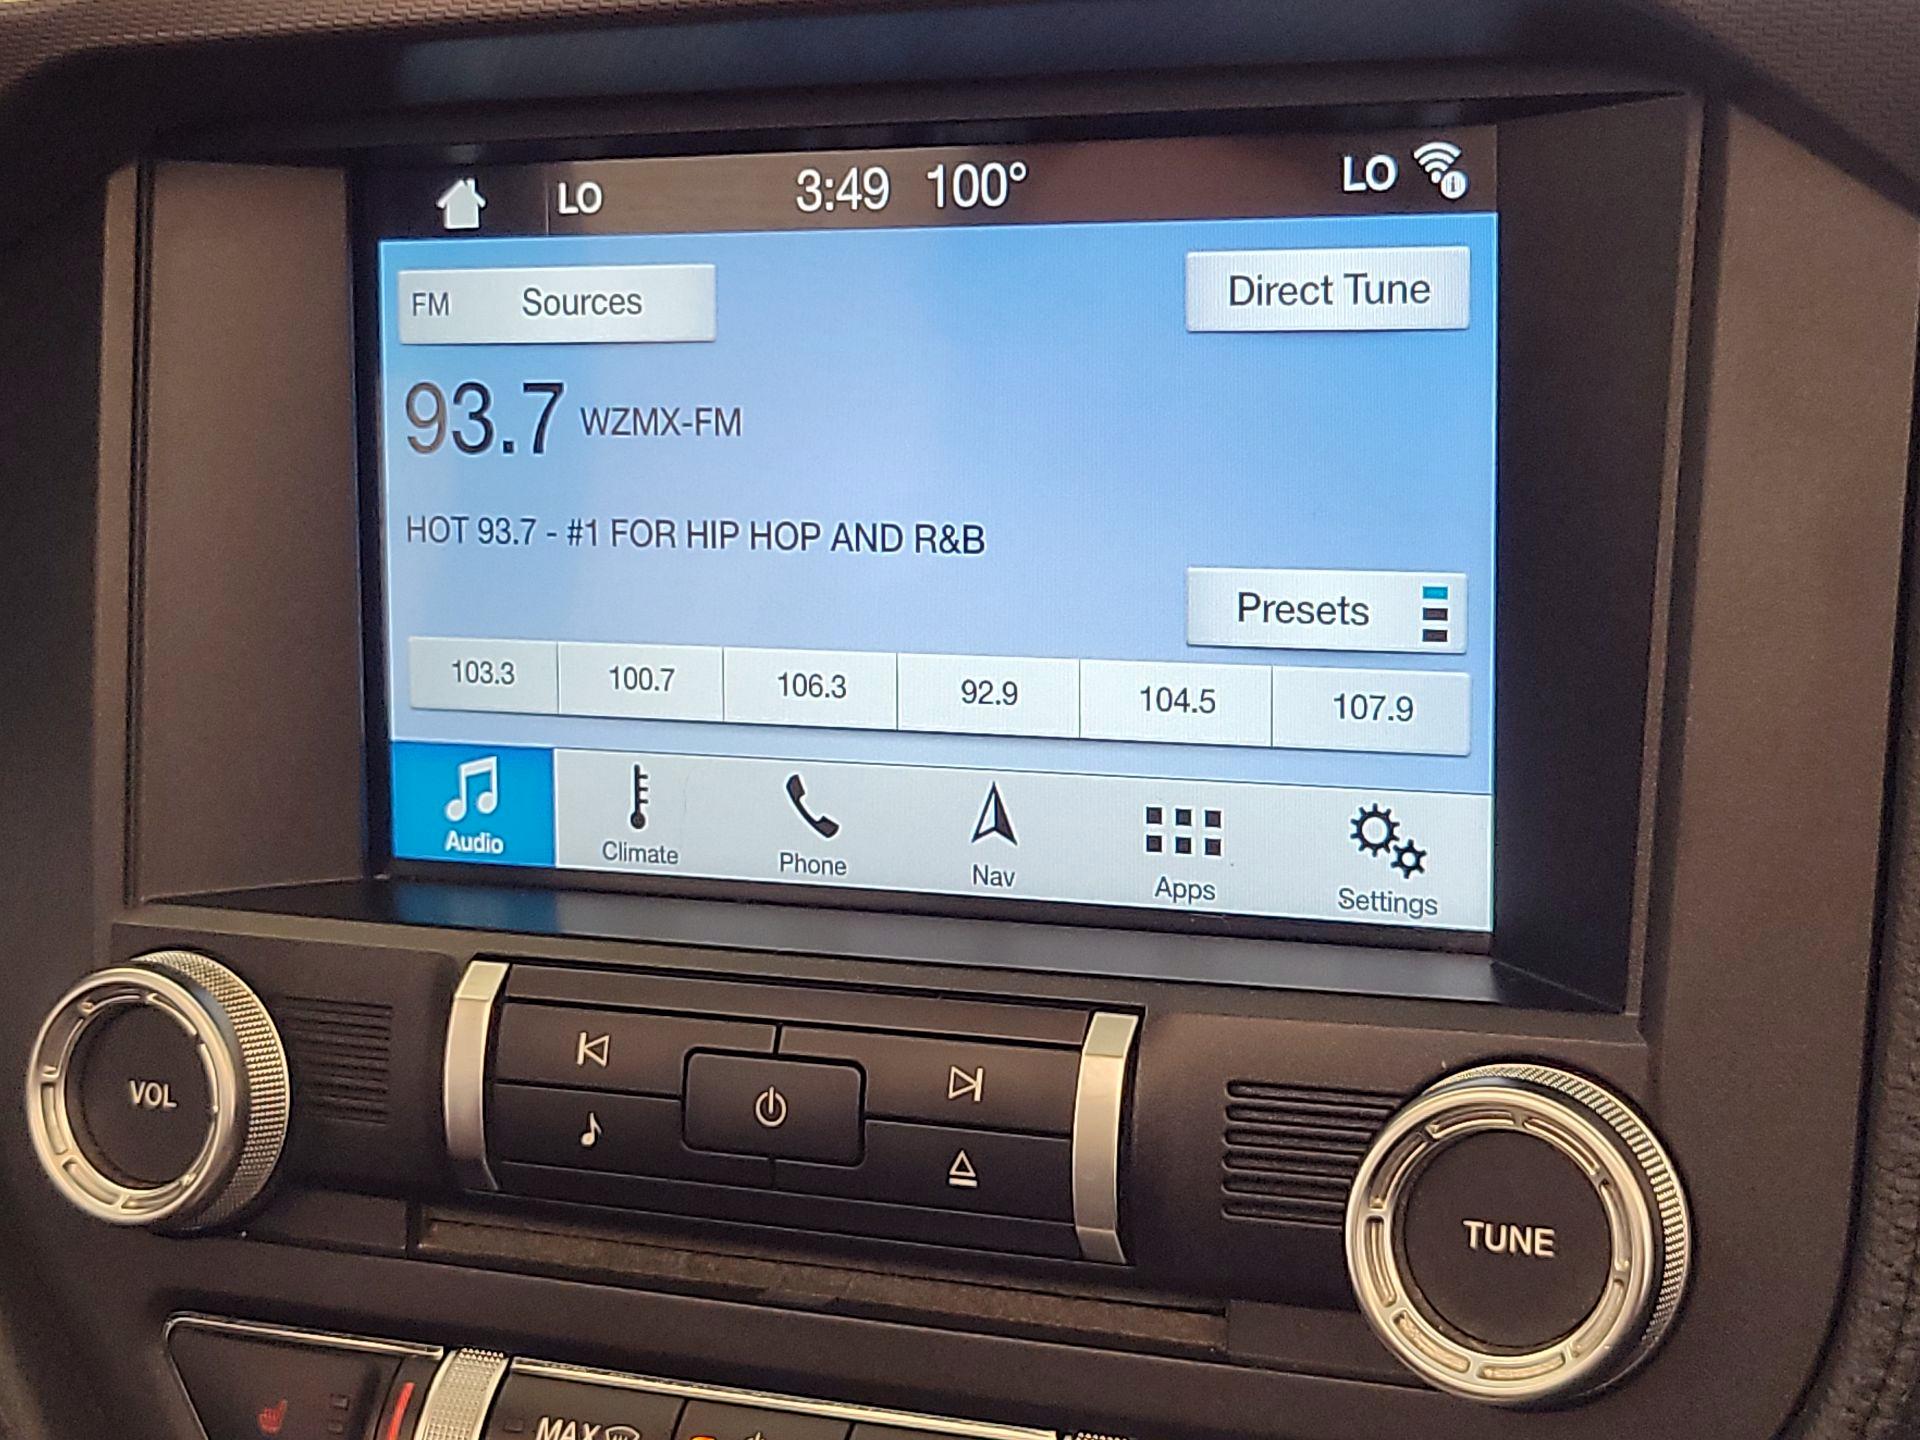 LO 3:49 100° LO
FM Sources Direct Tune
93.7 WZMX-FM
HOT 93.7 - #1 FOR HIP HOP AND R&B
Presets
103.3 100.7 106.3 92.9 104.5 107.9
Audio Climate Phone Nav Apps Settings
VOL
TUNE
MAX